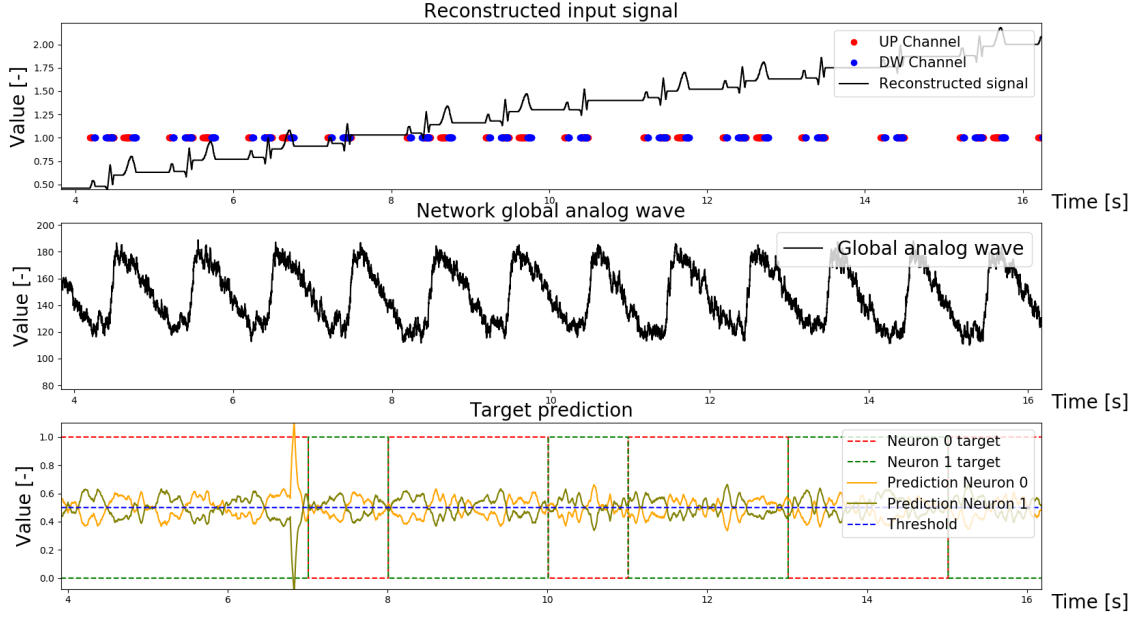 Reconstructed input signal
Value [-]
2.00
1.75
1.50
1.25
1.00
0.75
0.50
UP Channel
DW Channel
Reconstructed signal
4 6 8 10 12 14 16
Time [s]
Network global analog wave
Value [-]
200
180
160
140
120
100
80
Global analog wave
4 6 8 10 12 14 16
Time [s]
Target prediction
Value [-]
1.0
0.8
0.6
0.4
0.2
0.0
Neuron 0 target
Neuron 1 target
Prediction Neuron 0
Prediction Neuron 1
Threshold
4 6 8 10 12 14 16
Time [s]